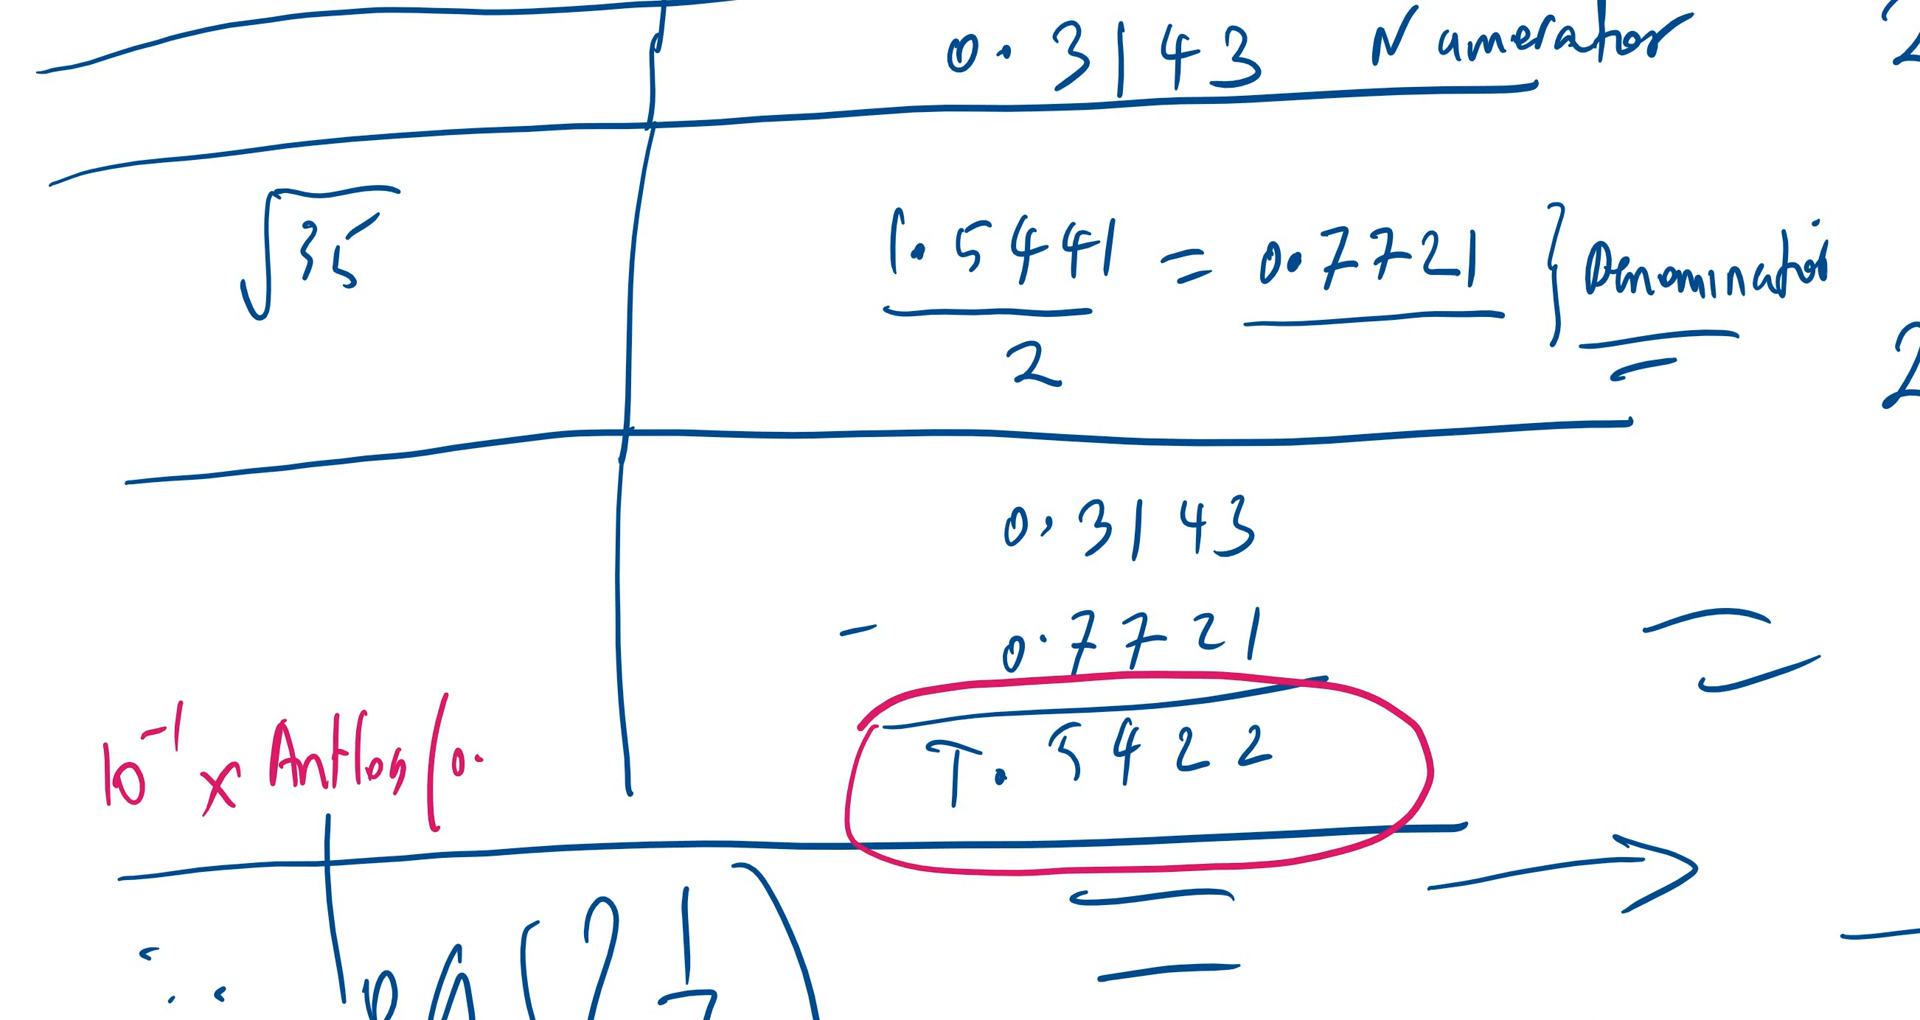 0.3143 Numerator
√35 1.5441/2 = 0.7721 } Denominator
0.3143
- 0.7721
10⁻¹ x Antlog (0. 1̅.5422
∴